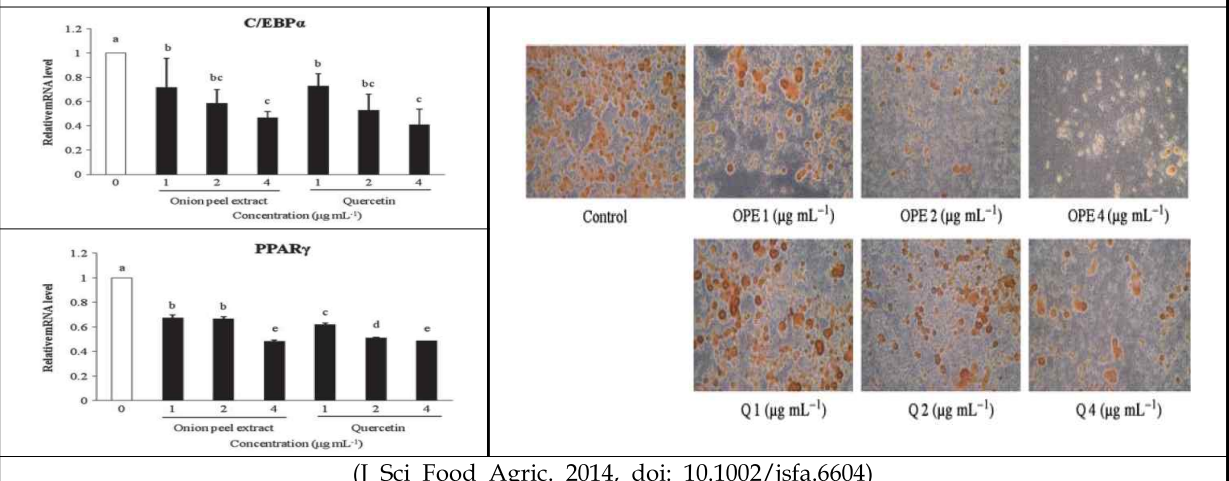 C/EBPα
1.2
a
1
b
b
0.8
bc
bc
0.6
c
c
0.4
0.2
0
Relative mRNA level
0 1 2 4 1 2 4
Onion peel extract Quercetin
Concentration (µg mL⁻¹)
PPARγ
1.2
a
1
0.8
b b
c
0.6
d
e
e
0.4
0.2
0
Relative mRNA level
0 1 2 4 1 2 4
Onion peel extract Quercetin
Concentration (µg mL⁻¹)
Control OPE 1 (µg mL⁻¹) OPE 2 (µg mL⁻¹) OPE 4 (µg mL⁻¹)
Q 1 (µg mL⁻¹) Q 2 (µg mL⁻¹) Q 4 (µg mL⁻¹)
(J Sci Food Agric. 2014, doi: 10.1002/jsfa.6604)